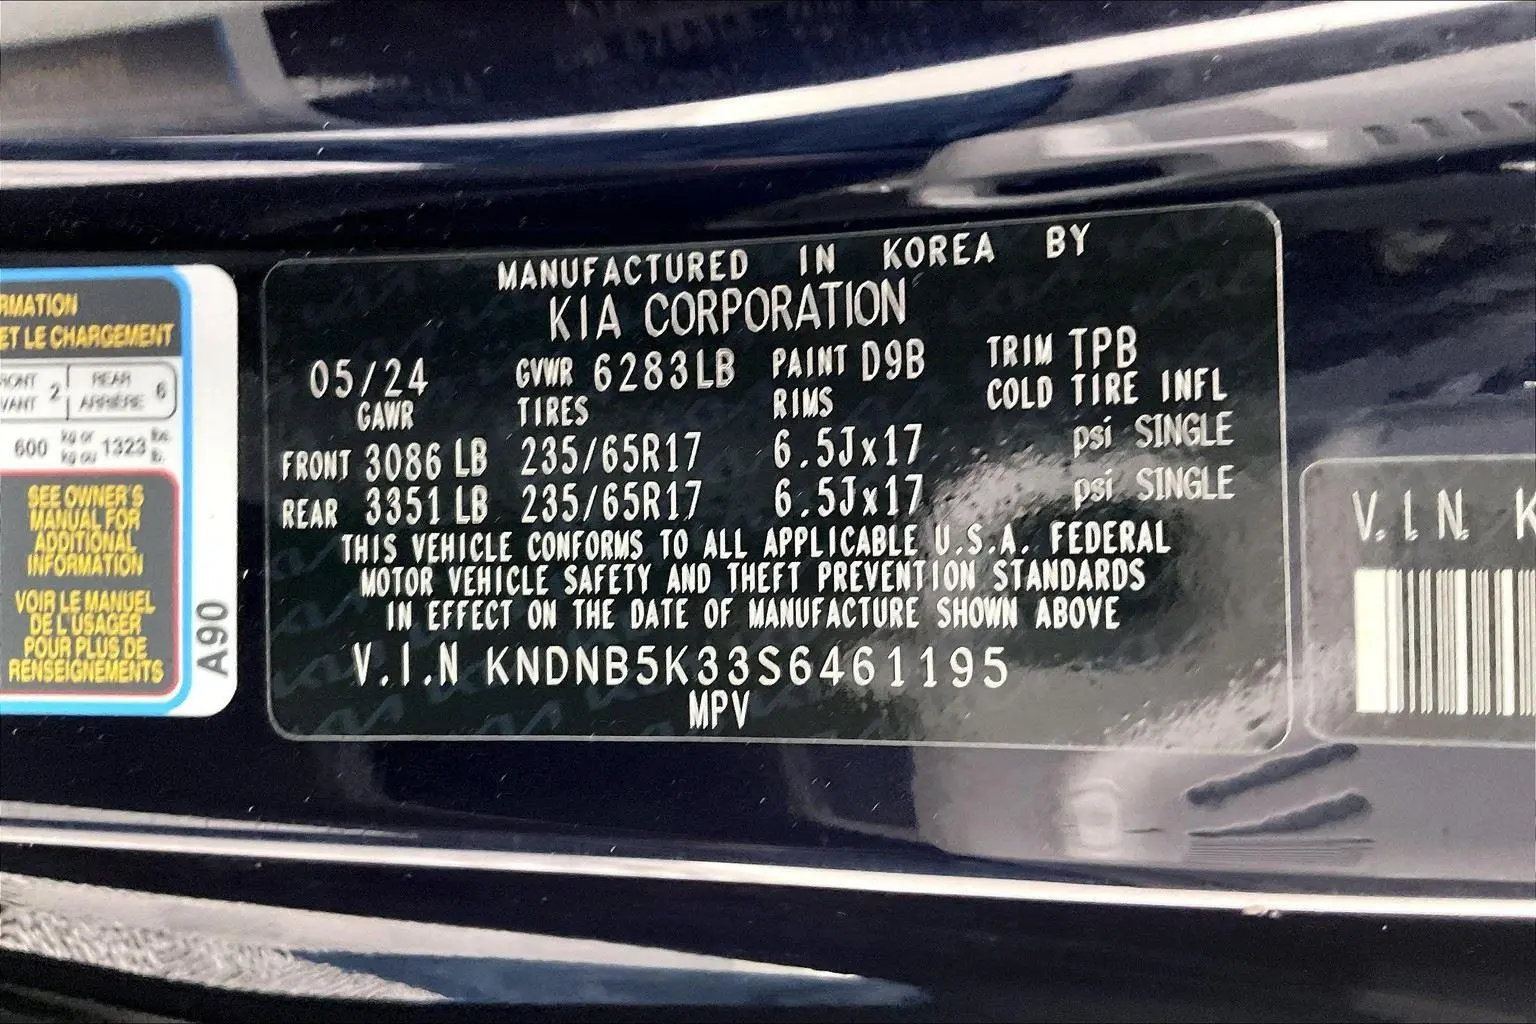 RMATION
ET LE CHARGEMENT
RONT
VANT 2
REAR
ARRIÈRE 6
600 kg or
kg ou 1323 lbs.
lb.
SEE OWNER'S
MANUAL FOR
ADDITIONAL
INFORMATION
VOIR LE MANUEL
DE L'USAGER
POUR PLUS DE
RENSEIGNEMENTS
A90
MANUFACTURED IN KOREA BY
KIA CORPORATION
05/24 GVWR 6283LB PAINT D9B TRIM TPB
GAWR TIRES RIMS COLD TIRE INFL
FRONT 3086 LB 235/65R17 6.5Jx17 psi SINGLE
REAR 3351 LB 235/65R17 6.5Jx17 psi SINGLE
THIS VEHICLE CONFORMS TO ALL APPLICABLE U.S.A. FEDERAL
MOTOR VEHICLE SAFETY AND THEFT PREVENTION STANDARDS
IN EFFECT ON THE DATE OF MANUFACTURE SHOWN ABOVE
V.I.N KNDNB5K33S6461195
MPV
V.I.N. K